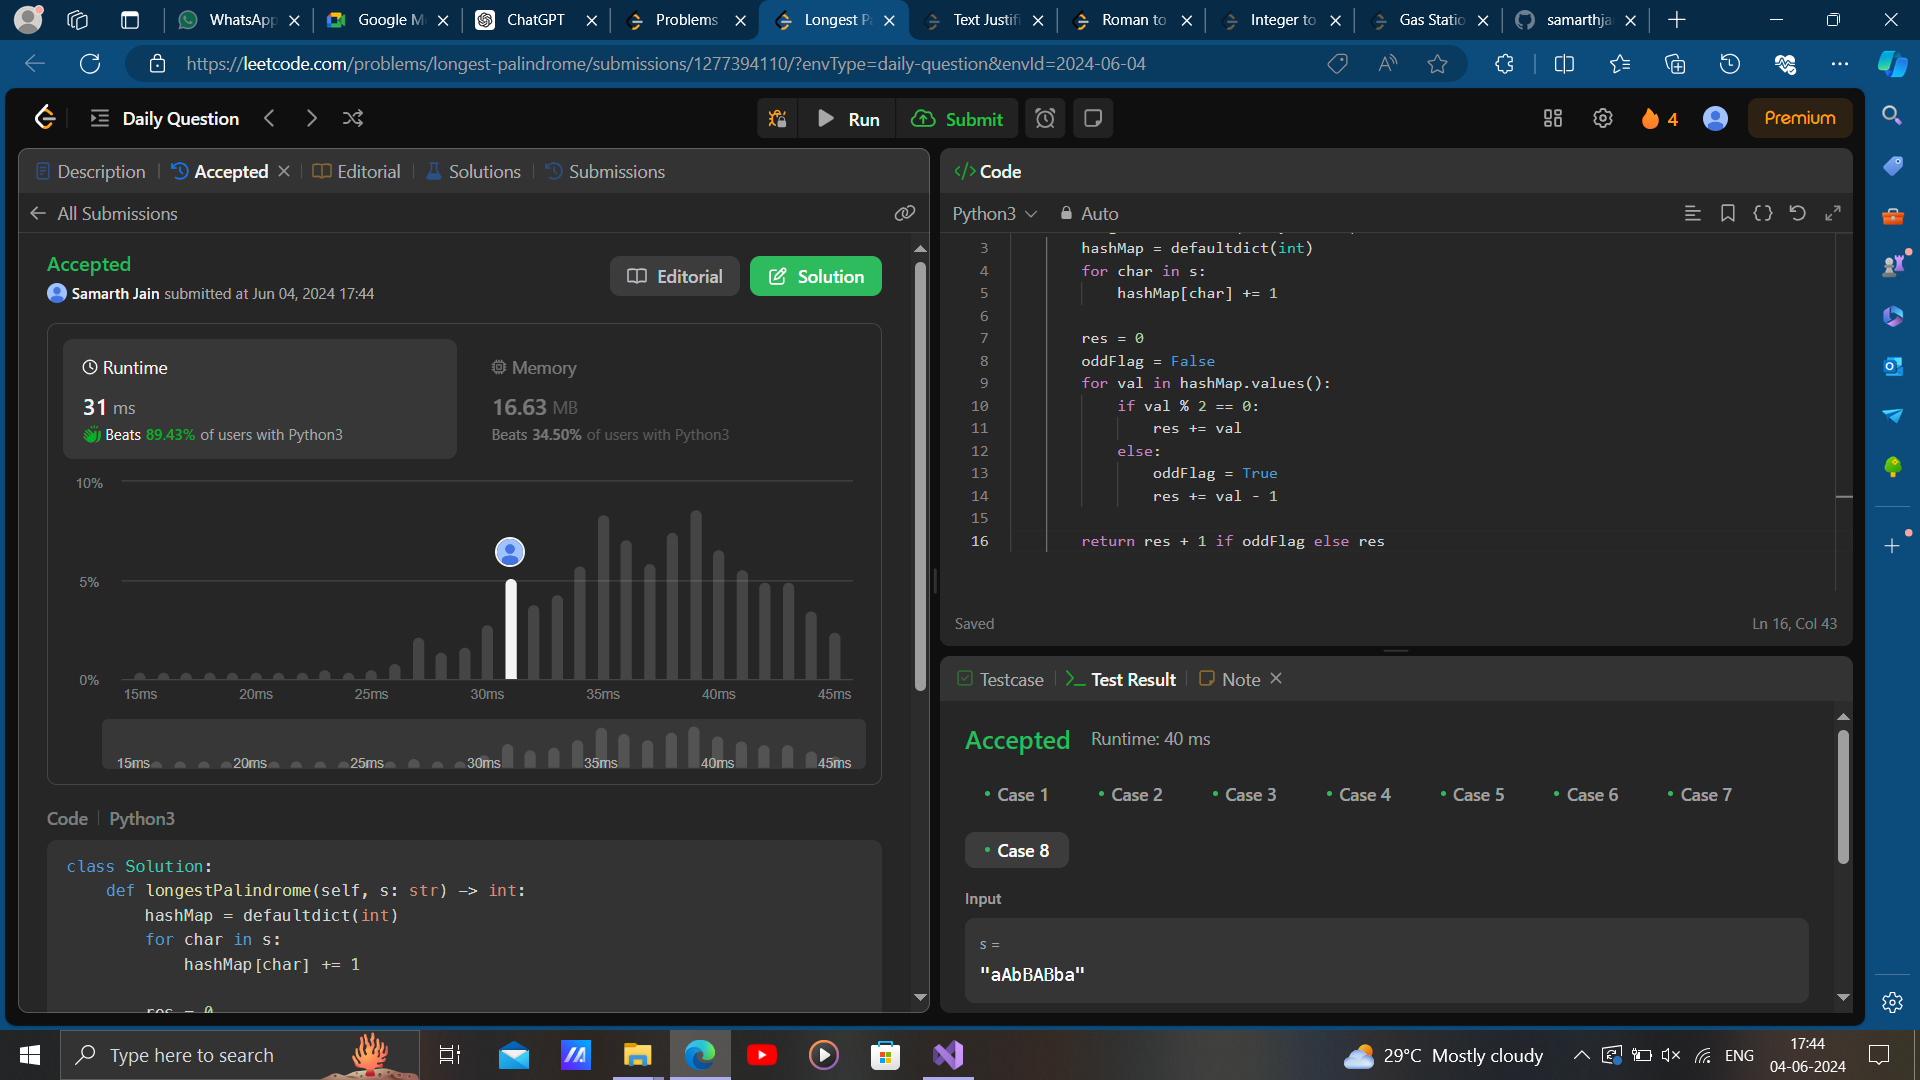 WhatsApp
Google M
ChatGPT
Problems
Longest Pa
Text Justifi
Roman to
Integer to
Gas Statio
samarthja
https://leetcode.com/problems/longest-palindrome/submissions/1277394110/?envType=daily-question&envId=2024-06-04
Daily Question
Run
Submit
4
Premium
Description
Accepted
Editorial
Solutions
Submissions
All Submissions
Accepted
Samarth Jain submitted at Jun 04, 2024 17:44
Editorial
Solution
Runtime
31 ms
Beats 89.43% of users with Python3
Memory
16.63 MB
Beats 34.50% of users with Python3
10%
5%
0%
15ms 20ms 25ms 30ms 35ms 40ms 45ms
15ms 20ms 25ms 30ms 35ms 40ms 45ms
Code | Python3
class Solution:
    def longestPalindrome(self, s: str) -> int:
        hashMap = defaultdict(int)
        for char in s:
            hashMap[char] += 1
        res = 0
</> Code
Python3
Auto
3 hashMap = defaultdict(int)
4 for char in s:
5     hashMap[char] += 1
6
7 res = 0
8 oddFlag = False
9 for val in hashMap.values():
10     if val % 2 == 0:
11         res += val
12     else:
13         oddFlag = True
14         res += val - 1
15
16 return res + 1 if oddFlag else res
Saved
Ln 16, Col 43
Testcase
Test Result
Note
Accepted
Runtime: 40 ms
Case 1
Case 2
Case 3
Case 4
Case 5
Case 6
Case 7
Case 8
Input
s =
"aAbBABba"
Type here to search
29°C Mostly cloudy
ENG
17:44
04-06-2024